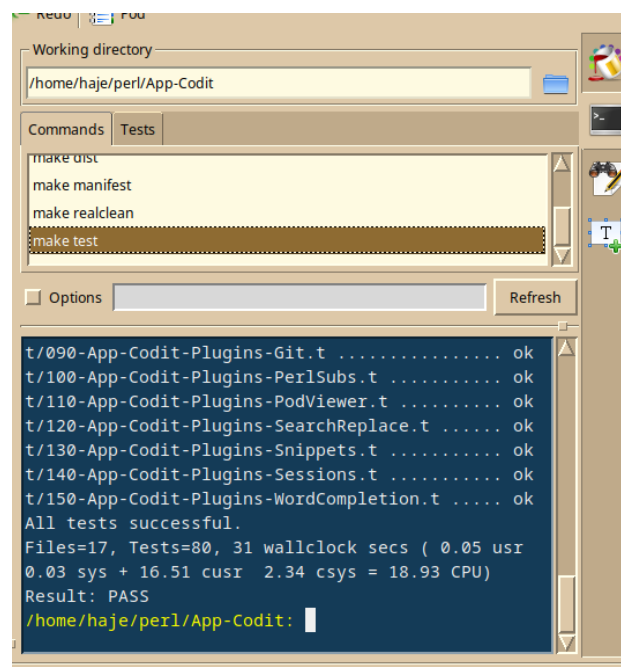 Redo Pod
Working directory
/home/haje/perl/App-Codit
Commands Tests
make dist
make manifest
make realclean
make test
Options
Refresh
t/090-App-Codit-Plugins-Git.t ................ ok
t/100-App-Codit-Plugins-PerlSubs.t ........... ok
t/110-App-Codit-Plugins-PodViewer.t .......... ok
t/120-App-Codit-Plugins-SearchReplace.t ...... ok
t/130-App-Codit-Plugins-Snippets.t ........... ok
t/140-App-Codit-Plugins-Sessions.t ........... ok
t/150-App-Codit-Plugins-WordCompletion.t ..... ok
All tests successful.
Files=17, Tests=80, 31 wallclock secs ( 0.05 usr
0.03 sys + 16.51 cusr  2.34 csys = 18.93 CPU)
Result: PASS
/home/haje/perl/App-Codit:
>_
T